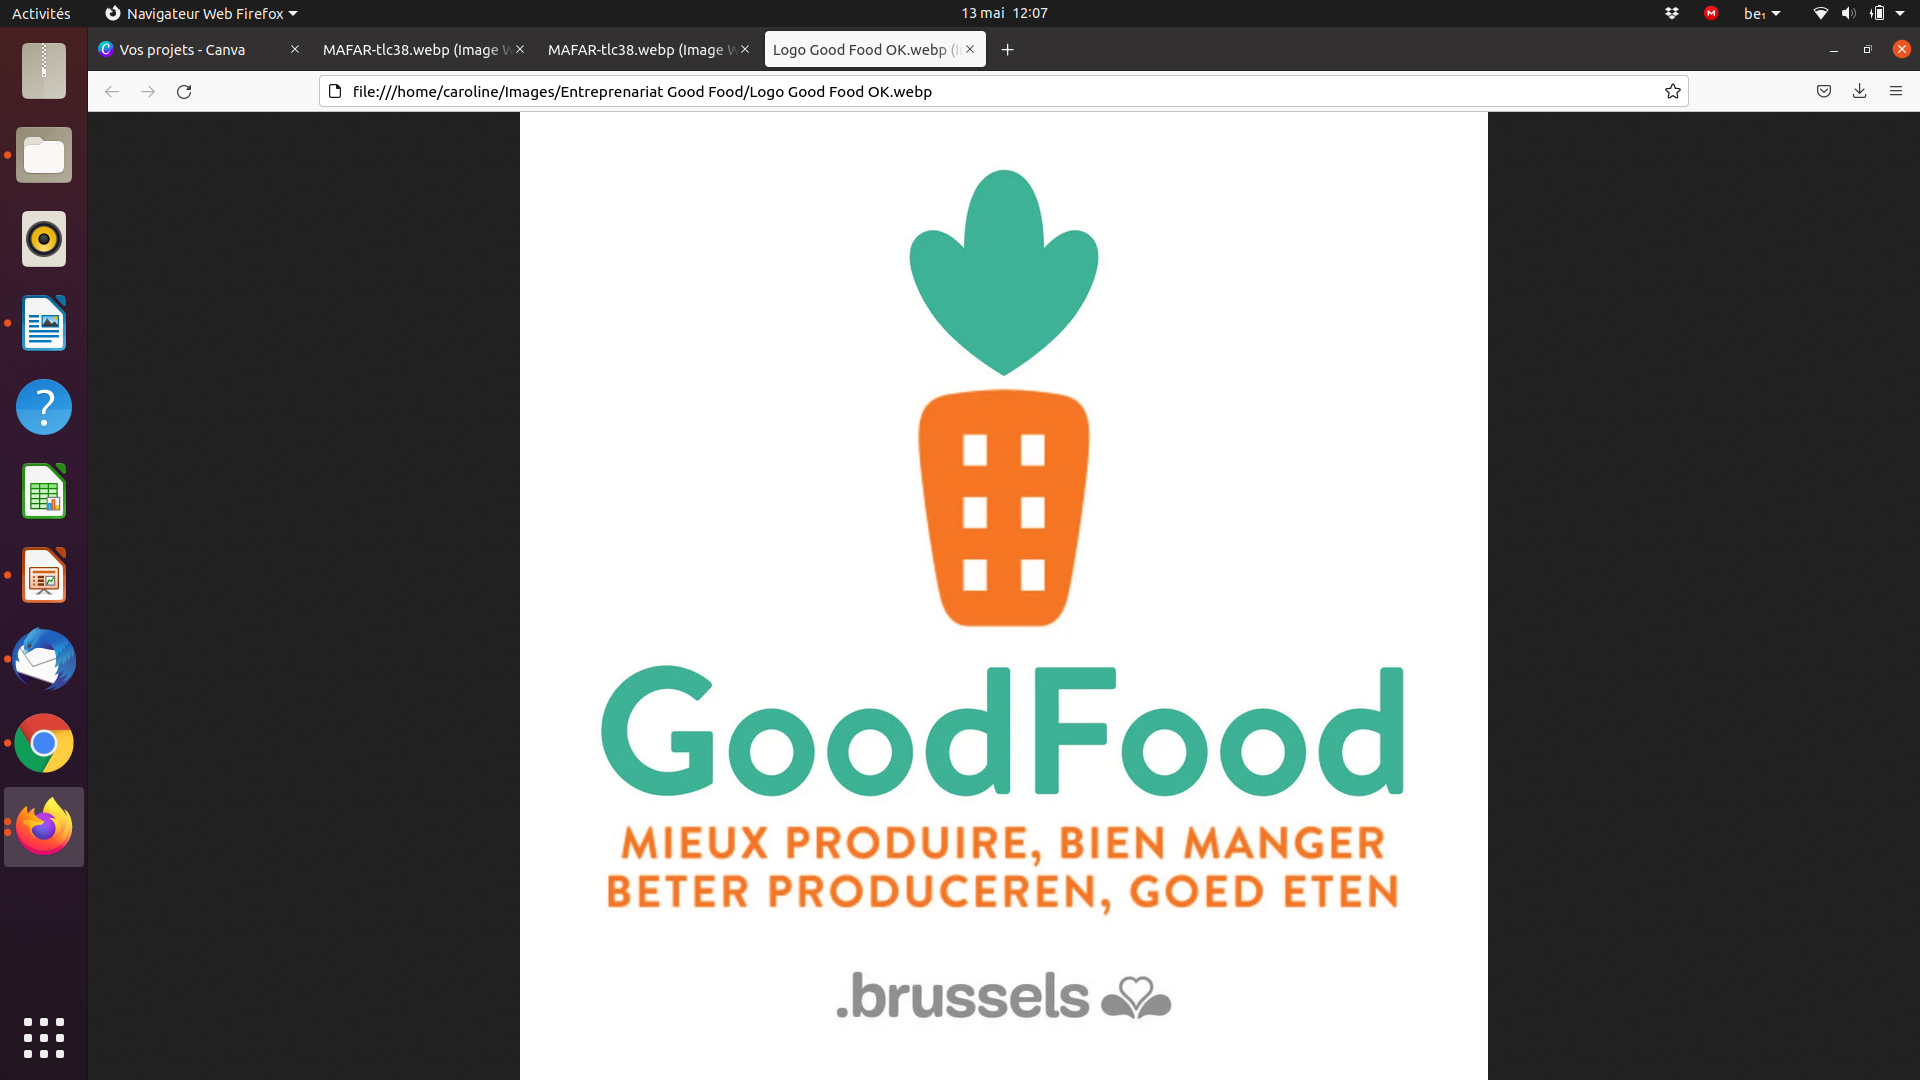 Activités
Navigateur Web Firefox
13 mai 12:07
be₁
Vos projets - Canva
MAFAR-tlc38.webp (Image W
MAFAR-tlc38.webp (Image W
Logo Good Food OK.webp (I
file:///home/caroline/Images/Entreprenariat Good Food/Logo Good Food OK.webp
GoodFood
MIEUX PRODUIRE, BIEN MANGER
BETER PRODUCEREN, GOED ETEN
.brussels